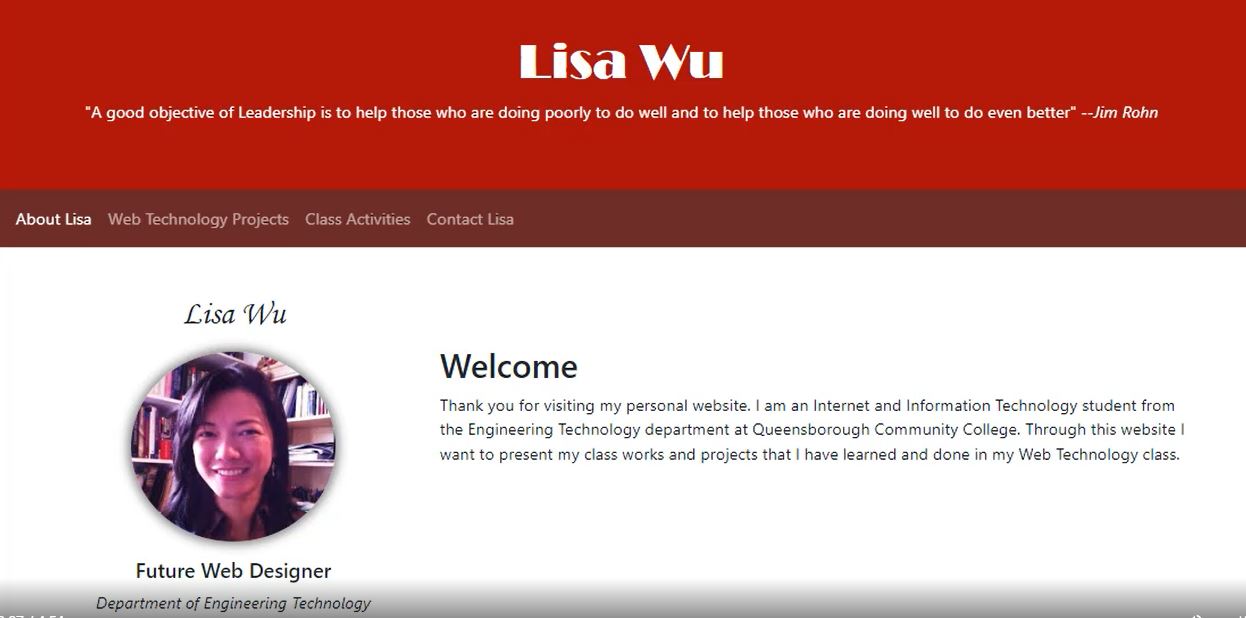 Lisa Wu
"A good objective of Leadership is to help those who are doing poorly to do well and to help those who are doing well to do even better" --Jim Rohn
About Lisa Web Technology Projects Class Activities Contact Lisa
Lisa Wu
Welcome
Thank you for visiting my personal website. I am an Internet and Information Technology student from
the Engineering Technology department at Queensborough Community College. Through this website I
want to present my class works and projects that I have learned and done in my Web Technology class.
Future Web Designer
Department of Engineering Technology